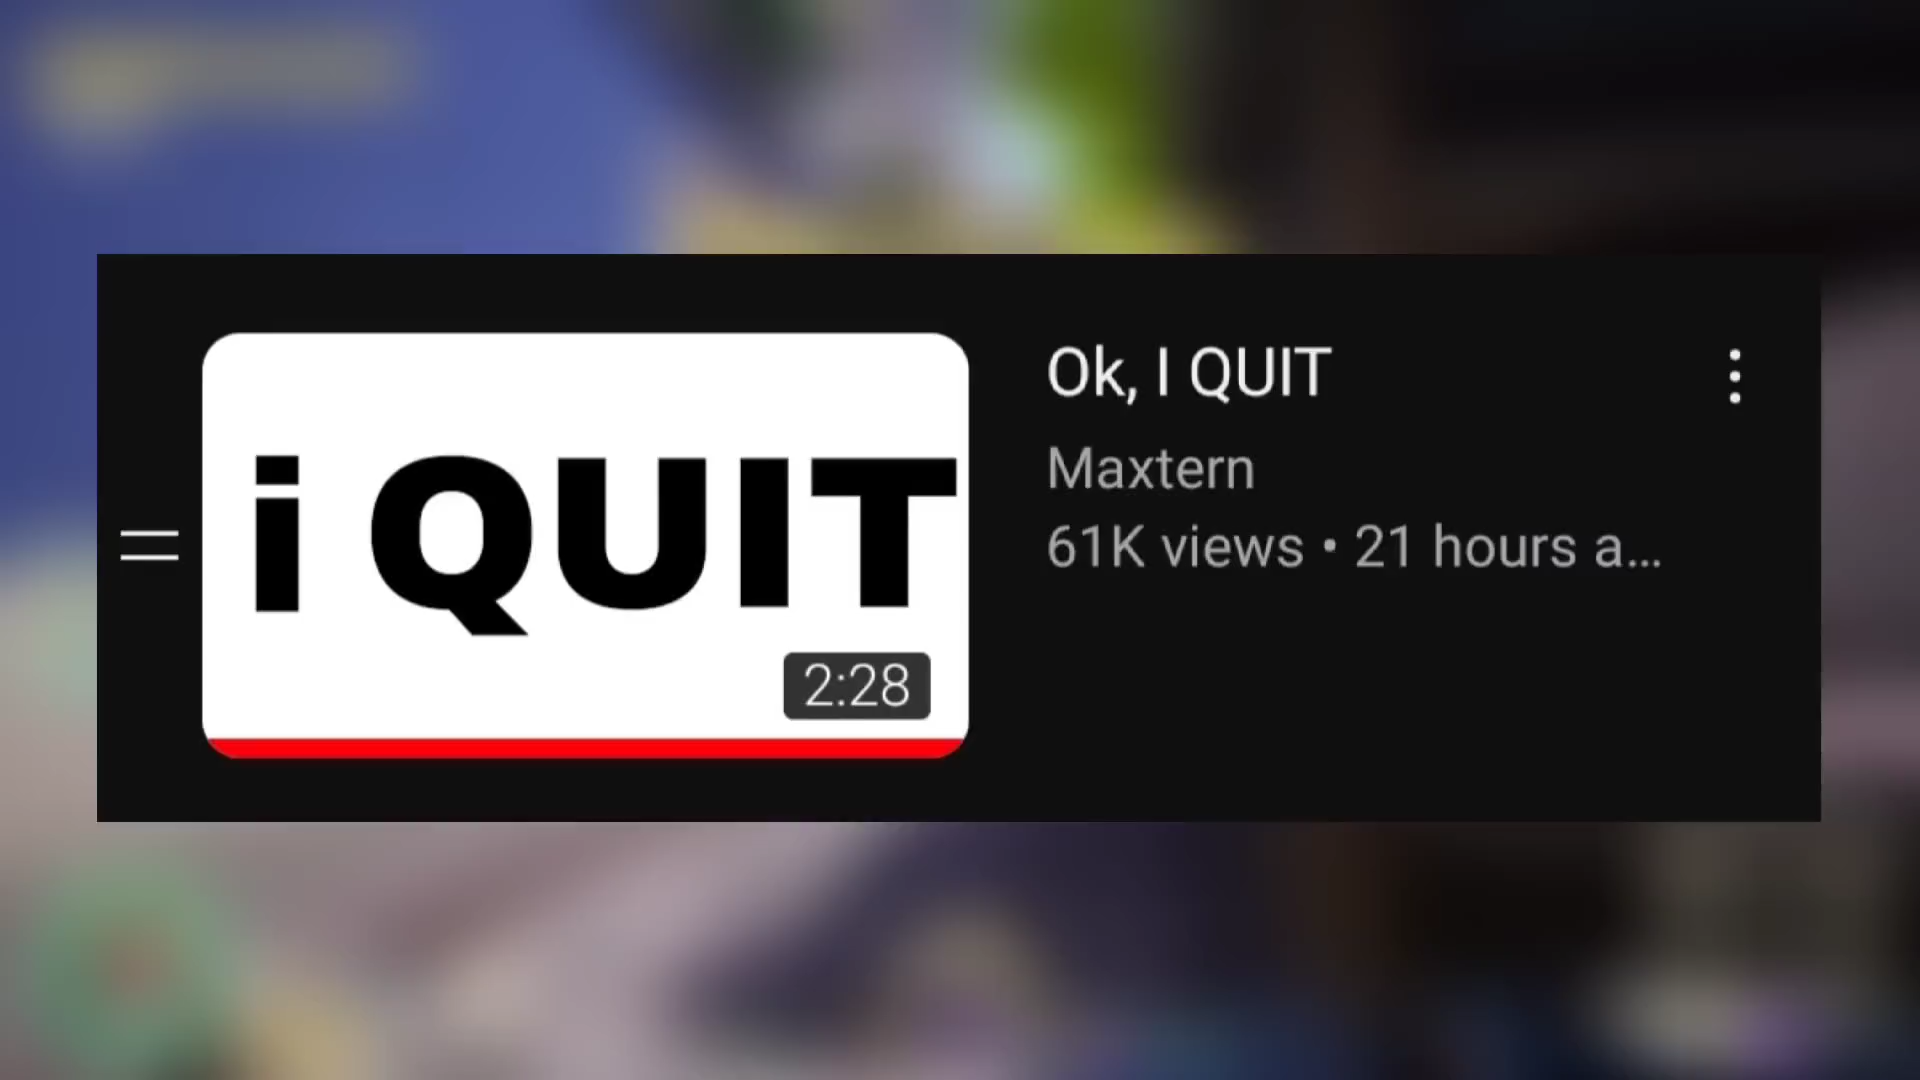 i QUIT
2:28
Ok, I QUIT
Maxtern
61K views • 21 hours a...